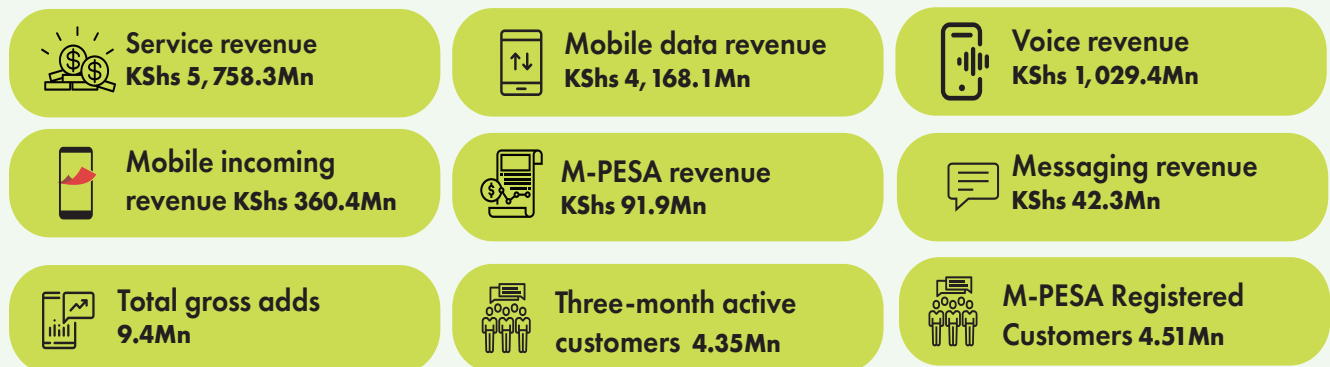 Service revenue
KShs 5,758.3Mn
Mobile data revenue
KShs 4,168.1Mn
Voice revenue
KShs 1,029.4Mn
Mobile incoming
revenue KShs 360.4Mn
M-PESA revenue
KShs 91.9Mn
Messaging revenue
KShs 42.3Mn
Total gross adds
9.4Mn
Three-month active
customers 4.35Mn
M-PESA Registered
Customers 4.51Mn